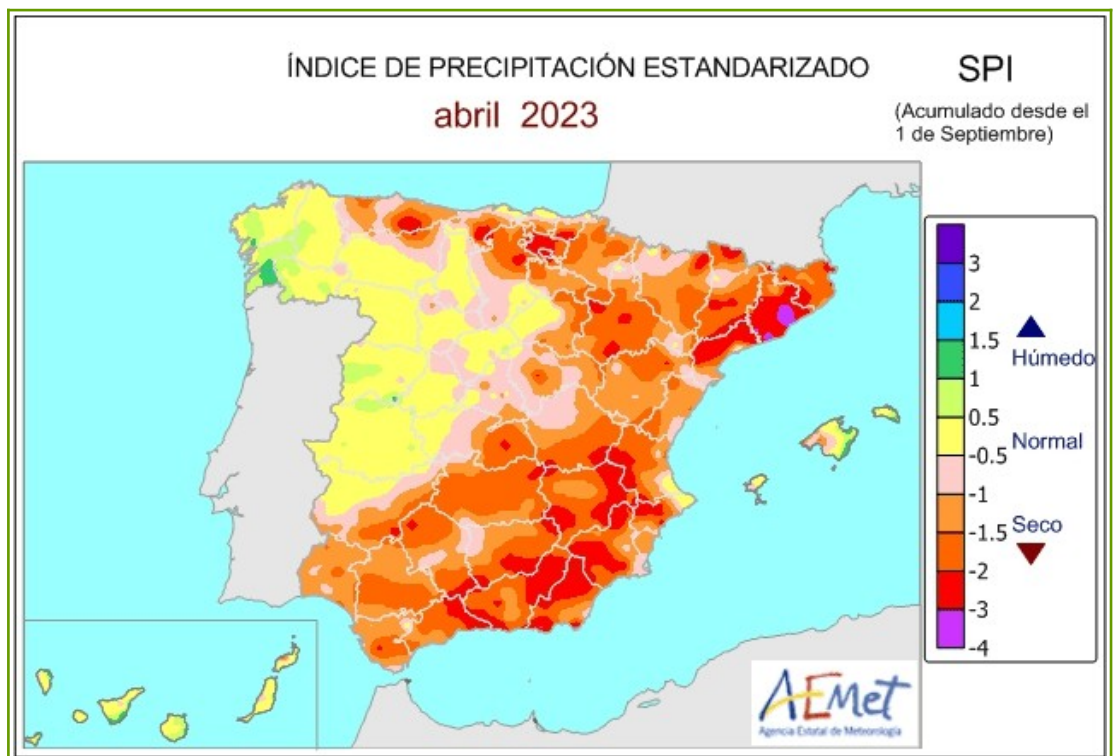 ÍNDICE DE PRECIPITACIÓN ESTANDARIZADO
abril 2023
SPI
(Acumulado desde el
1 de Septiembre)
3
2
1.5
1
0.5
-0.5
-1
-1.5
-2
-3
-4
Húmedo
Normal
Seco
AEMet
Agencia Estatal de Meteorología